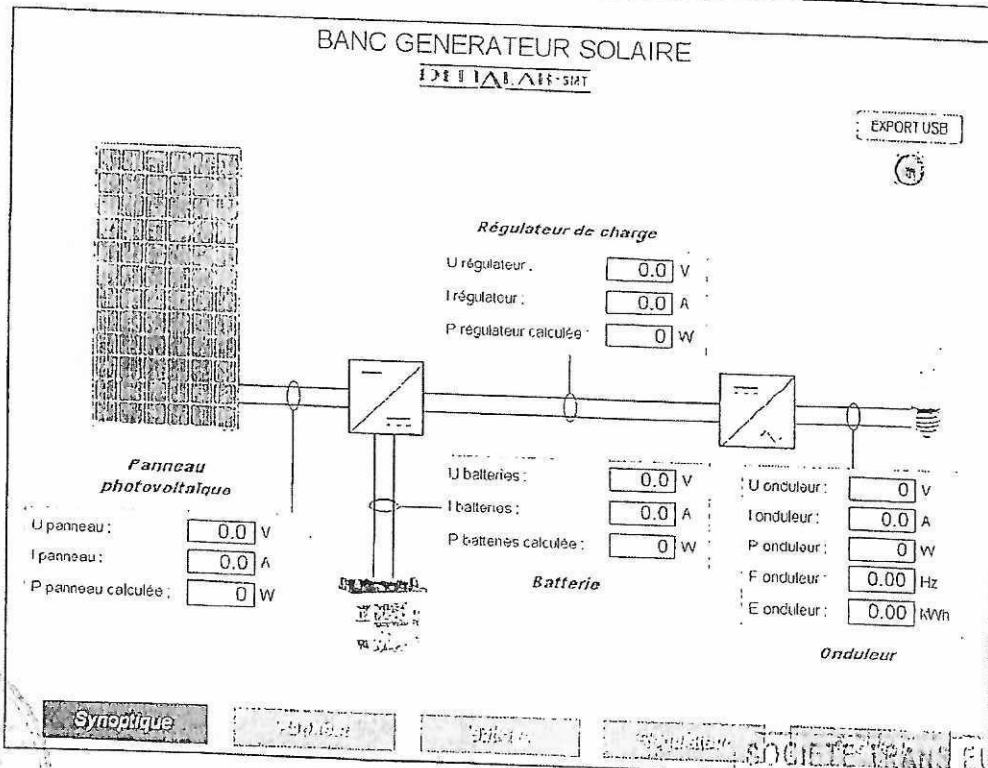 BANC GENERATEUR SOLAIRE
EXPORT USB
Régulateur de charge
U régulateur : 0.0 V
I régulateur : 0.0 A
P régulateur calculée : 0 W
Panneau
photovoltaïque
U panneau : 0.0 V
I panneau : 0.0 A
P panneau calculée : 0 W
U batteries : 0.0 V
I batteries : 0.0 A
P batteries calculée : 0 W
Batterie
U onduleur : 0 V
I onduleur : 0.0 A
P onduleur : 0 W
F onduleur : 0.00 Hz
E onduleur : 0.00 kWh
Onduleur
Synoptique
SOCIETE TRANS